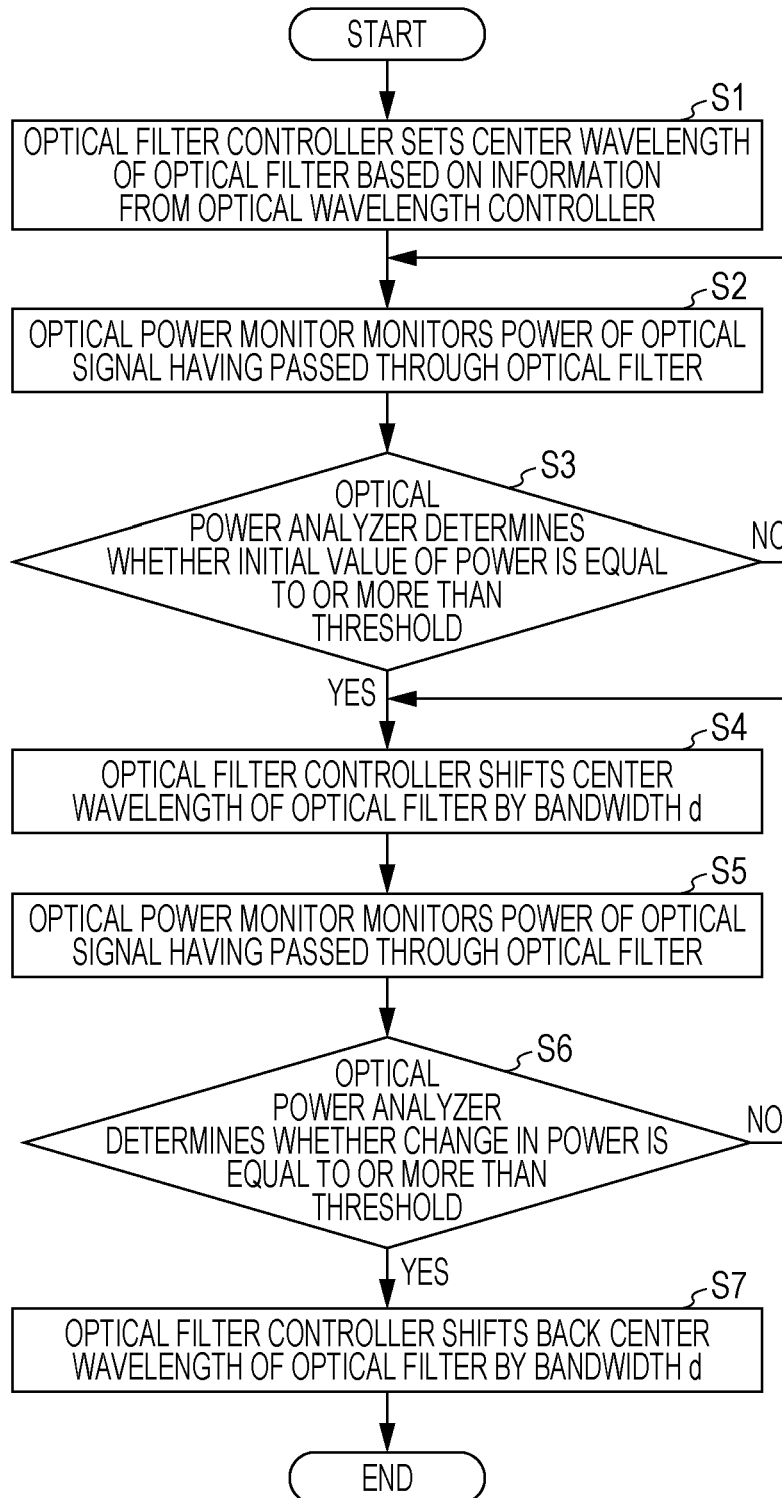 START
S1
OPTICAL FILTER CONTROLLER SETS CENTER WAVELENGTH
OF OPTICAL FILTER BASED ON INFORMATION
FROM OPTICAL WAVELENGTH CONTROLLER
S2
OPTICAL POWER MONITOR MONITORS POWER OF OPTICAL
SIGNAL HAVING PASSED THROUGH OPTICAL FILTER
S3
OPTICAL
POWER ANALYZER DETERMINES
WHETHER INITIAL VALUE OF POWER IS EQUAL
TO OR MORE THAN
THRESHOLD
NO
YES
S4
OPTICAL FILTER CONTROLLER SHIFTS CENTER
WAVELENGTH OF OPTICAL FILTER BY BANDWIDTH d
S5
OPTICAL POWER MONITOR MONITORS POWER OF OPTICAL
SIGNAL HAVING PASSED THROUGH OPTICAL FILTER
S6
OPTICAL
POWER ANALYZER
DETERMINES WHETHER CHANGE IN POWER IS
EQUAL TO OR MORE THAN
THRESHOLD
NO
YES
S7
OPTICAL FILTER CONTROLLER SHIFTS BACK CENTER
WAVELENGTH OF OPTICAL FILTER BY BANDWIDTH d
END